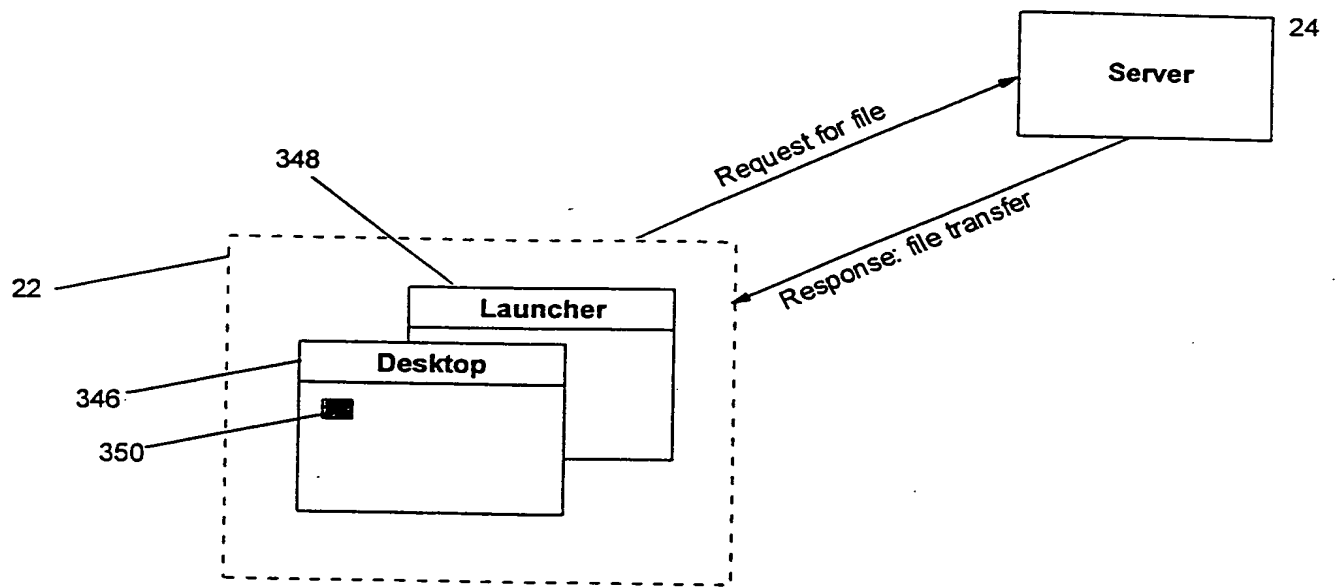 24
Server
Request for file
348
Response: file transfer
22
Launcher
Desktop
346
350